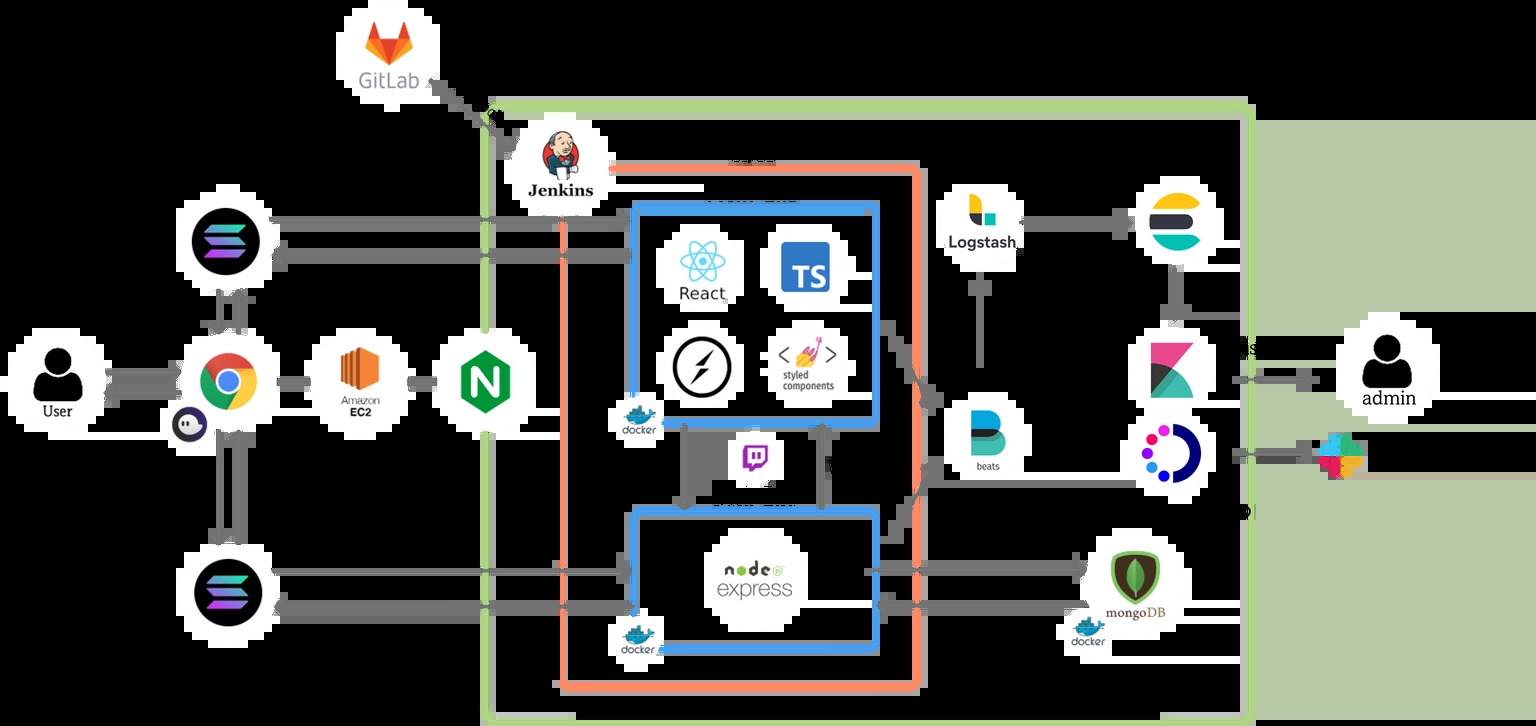 GitLab
Jenkins
React
TS
Logstash
User
Amazon
EC2
N
styled
components
docker
beats
admin
node
express
docker
mongoDB
docker